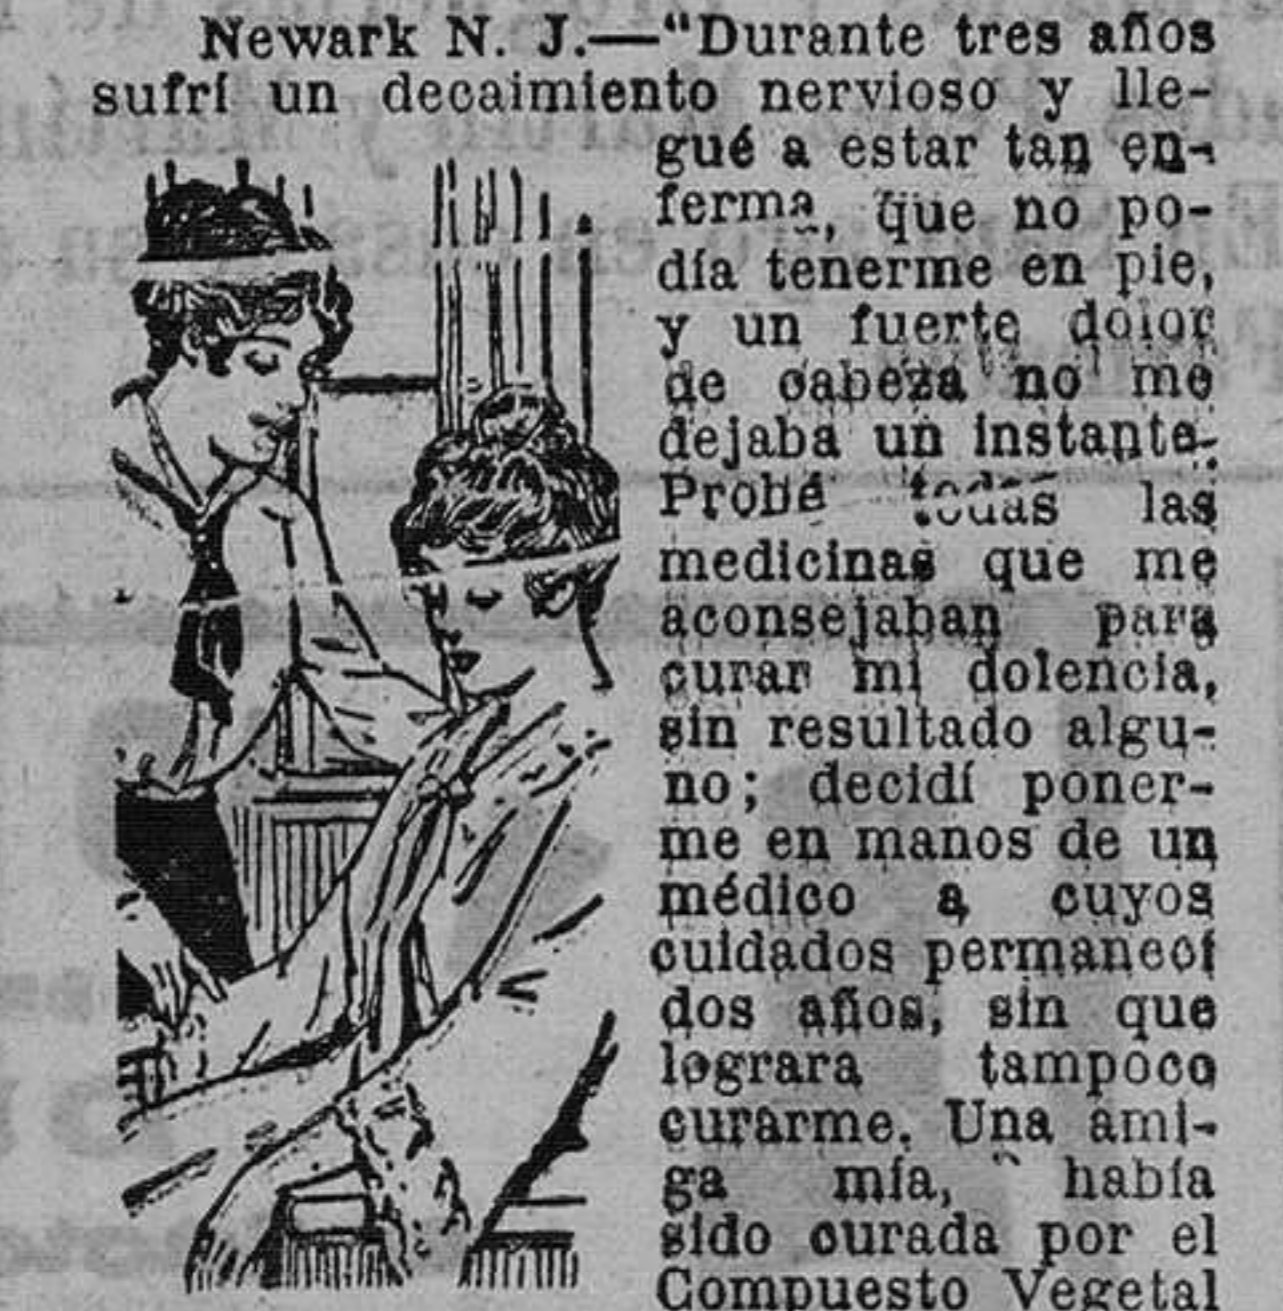 Newark N. J.—"Durante tres años
sufrí un decaimiento nervioso y lle-
gué a estar tan en-
ferma, que no po-
día tenerme en pie,
y un fuerte dolor
de cabeza no me
dejaba un instante.
Probé todas las
medicinas que me
aconsejaban para
curar mi dolencia,
sin resultado algu-
no; decidí poner-
me en manos de un
médico a cuyos
cuidados permanecí
dos años, sin que
lograra tampoco
curarme. Una ami-
ga mía, había
sido curada por el
Compuesto Vegetal